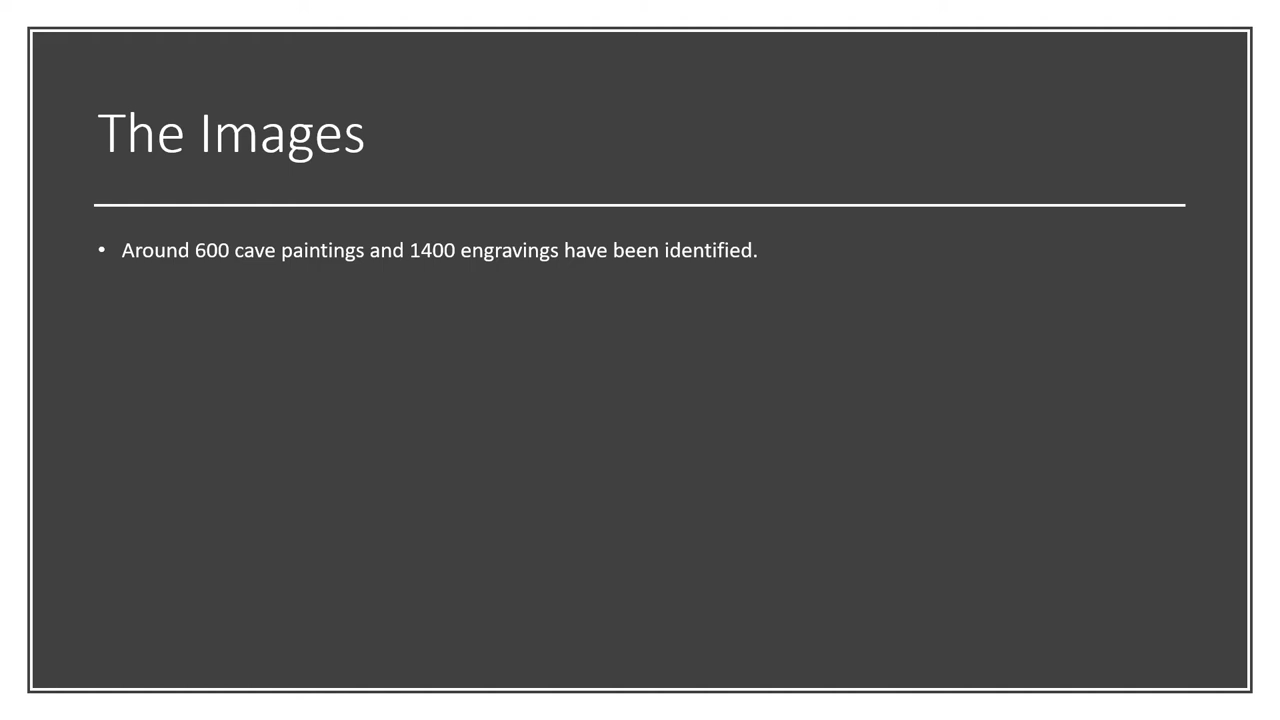 The Images
• Around 600 cave paintings and 1400 engravings have been identified.